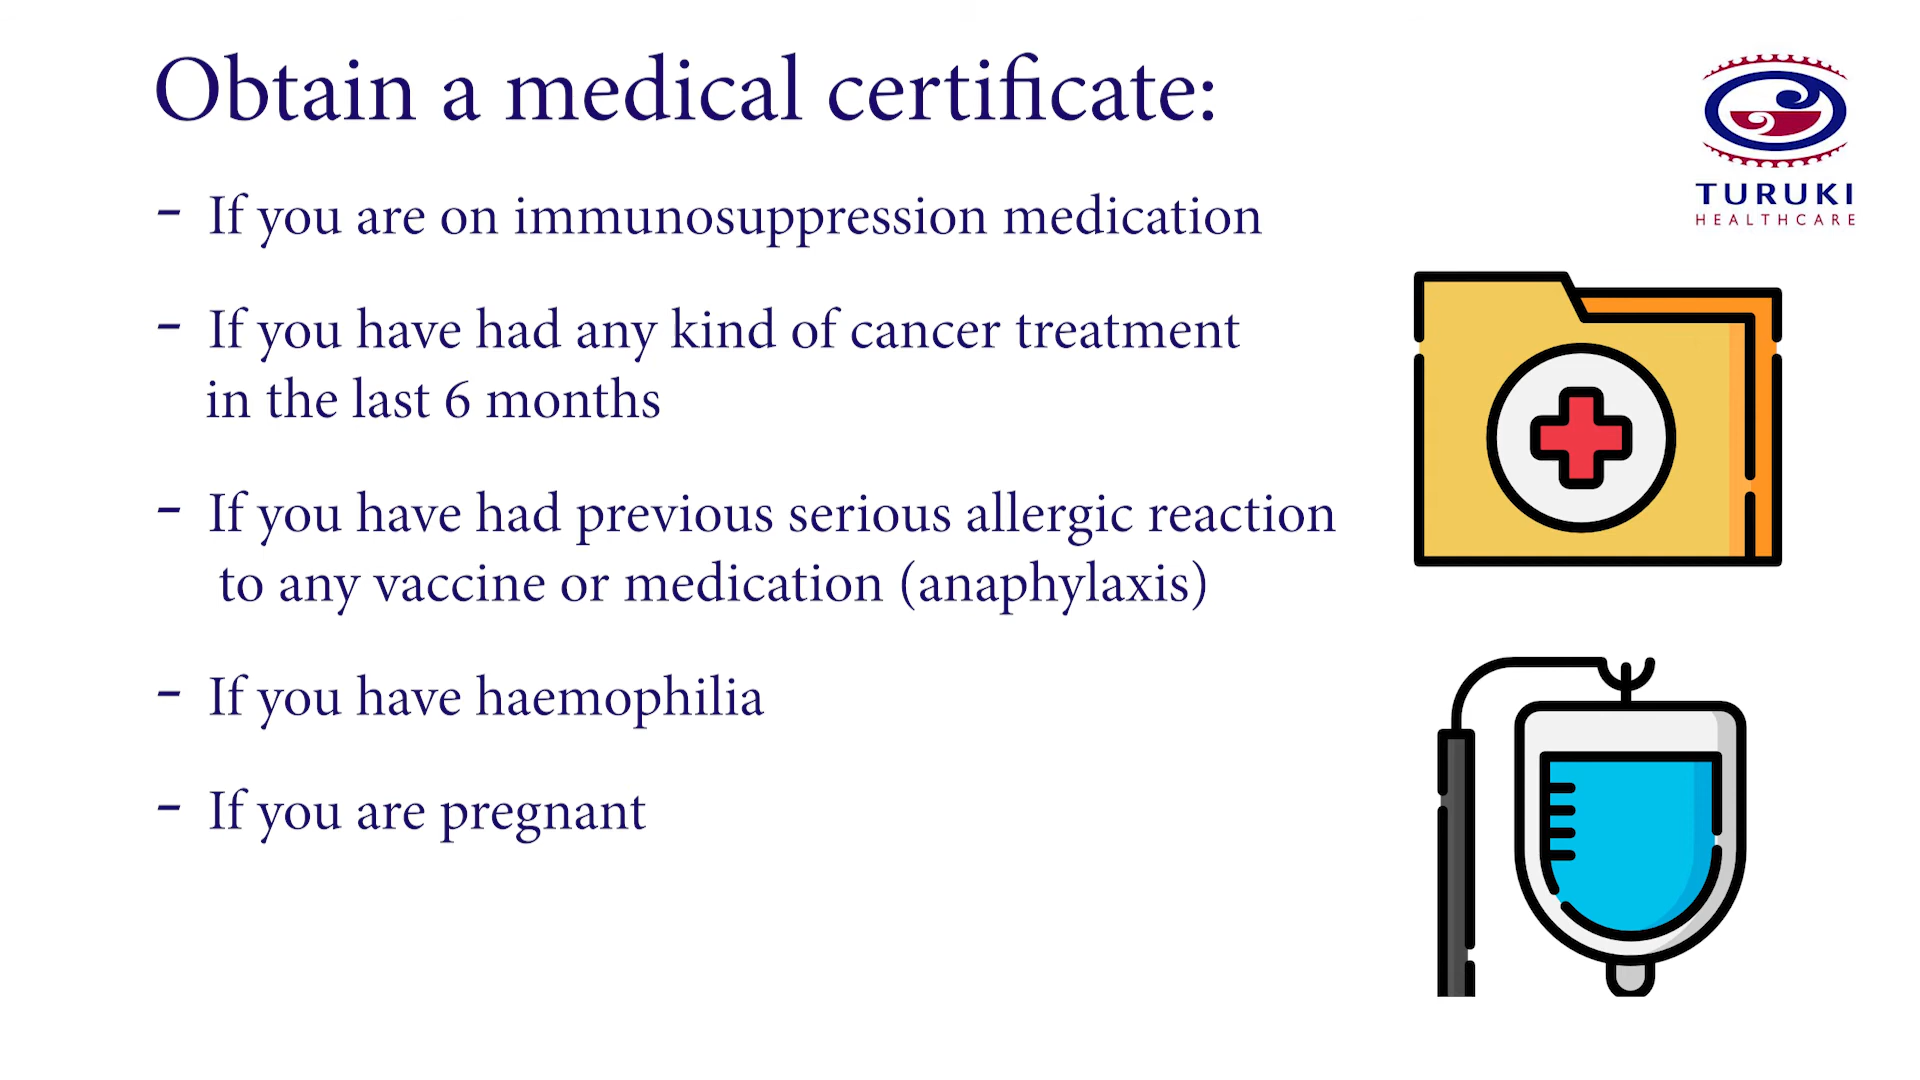 Obtain a medical certificate:
TURUKI
HEALTHCARE
- If you are on immunosuppression medication
- If you have had any kind of cancer treatment
in the last 6 months
- If you have had previous serious allergic reaction
to any vaccine or medication (anaphylaxis)
- If you have haemophilia
- If you are pregnant